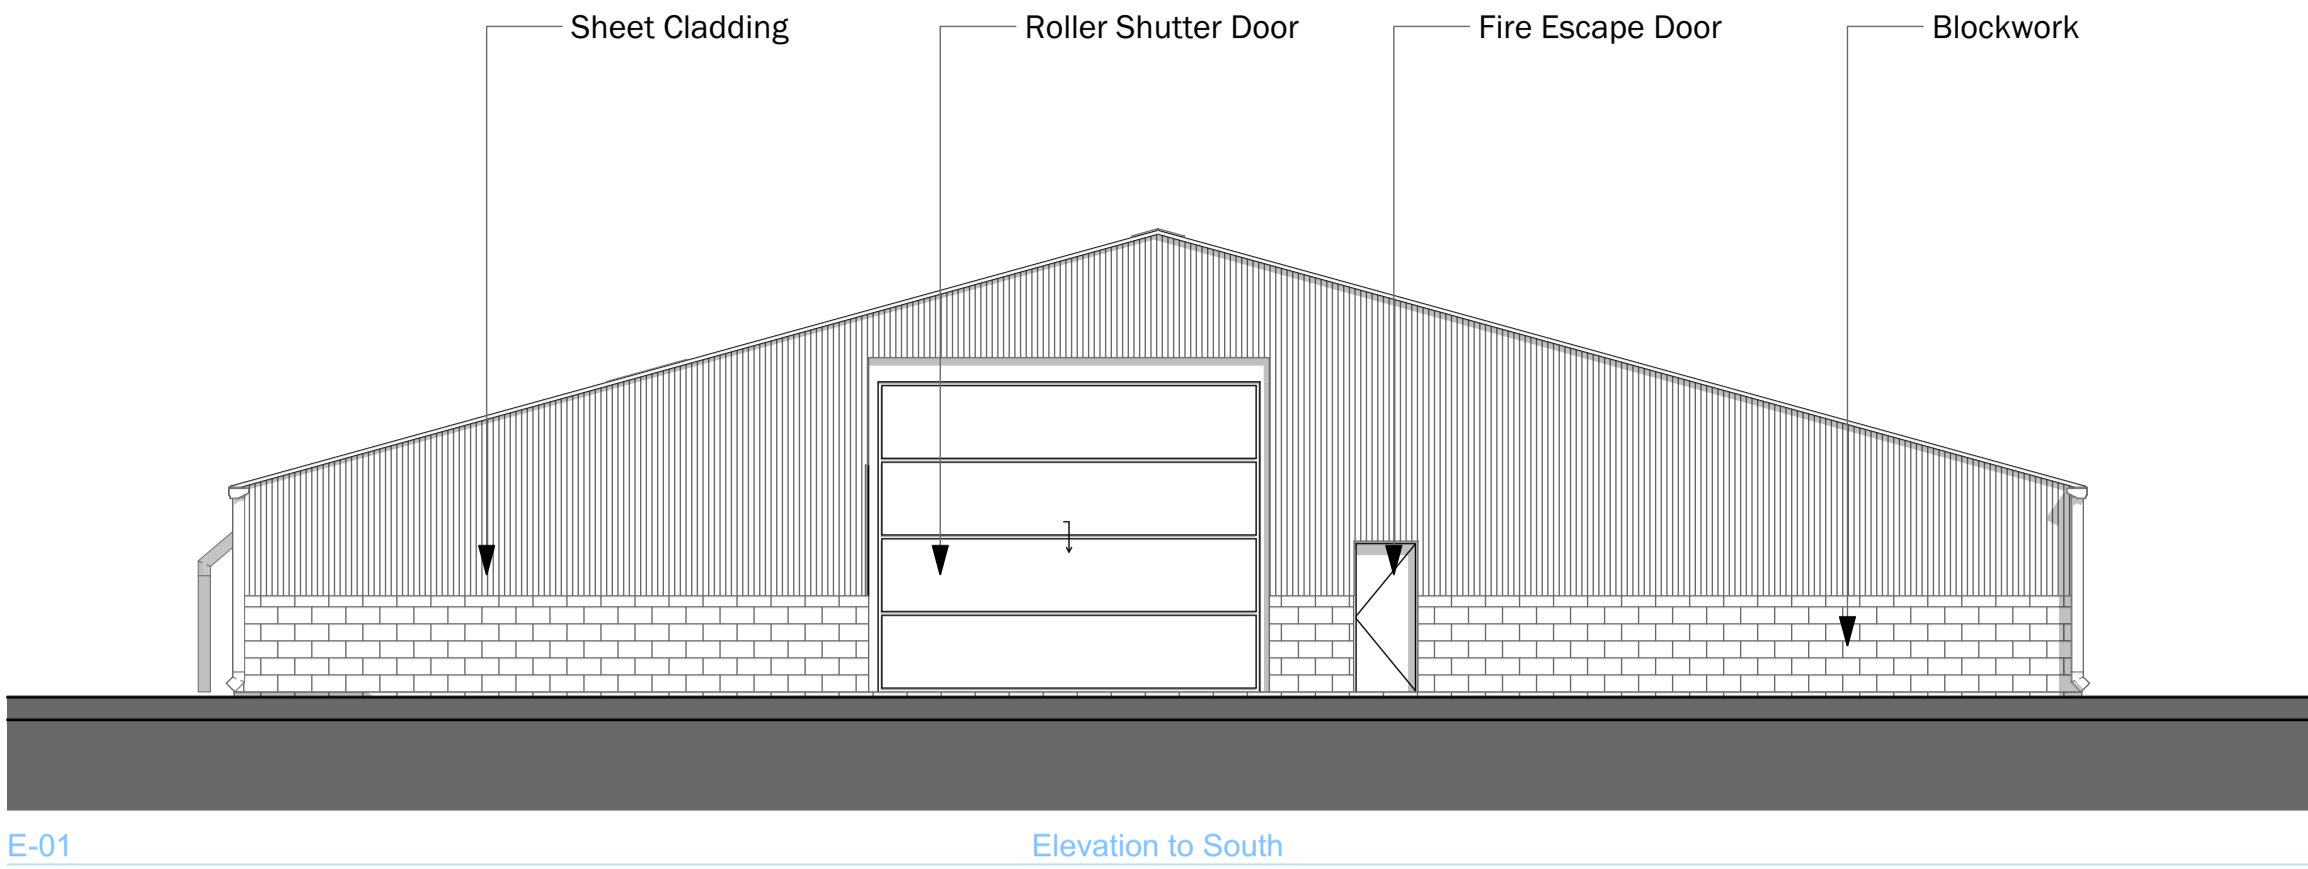 Sheet Cladding
Roller Shutter Door
Fire Escape Door
Blockwork
E-01
Elevation to South